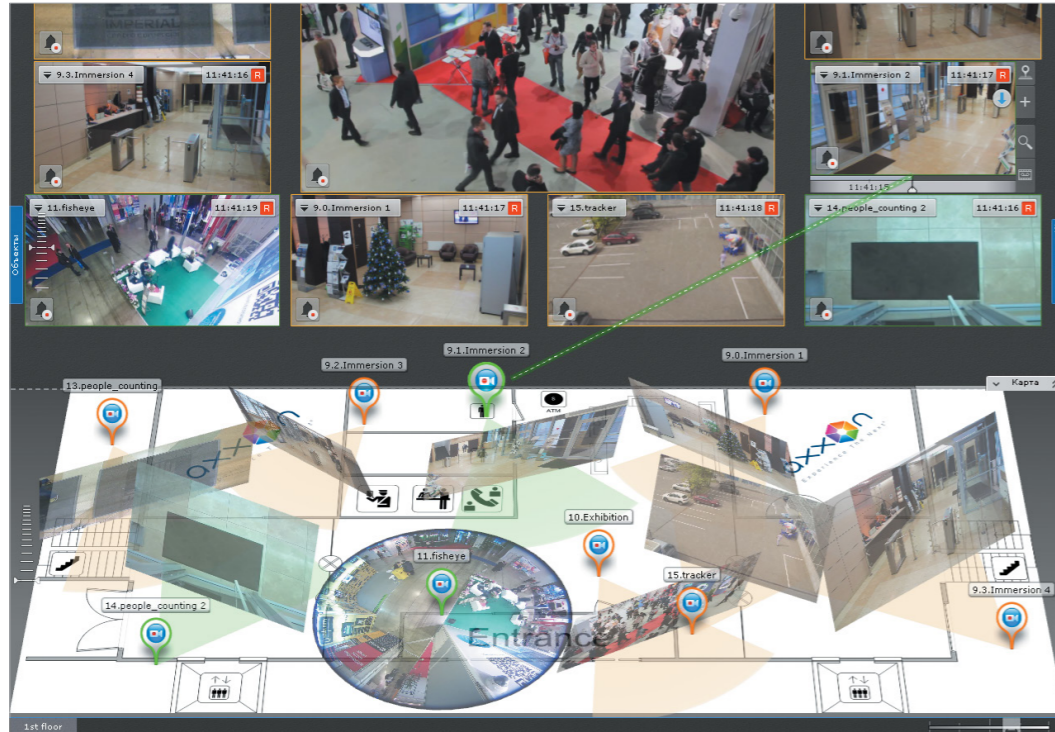 IMPERIAL
9.3.Immersion 4
11:41:16
R
9.1.Immersion 2
11:41:17
R
11:41:15
11.fisheye
11:41:19
R
9.0.Immersion 1
11:41:17
R
15.tracker
11:41:18
R
14.people_counting 2
11:41:16
R
Объекты
9.1.Immersion 2
9.2.Immersion 3
9.0.Immersion 1
13.people_counting
Карта
ATM
axxon
axxon
10.Exhibition
11.fisheye
15.tracker
9.3.Immersion 4
14.people_counting 2
Entrance
1st floor